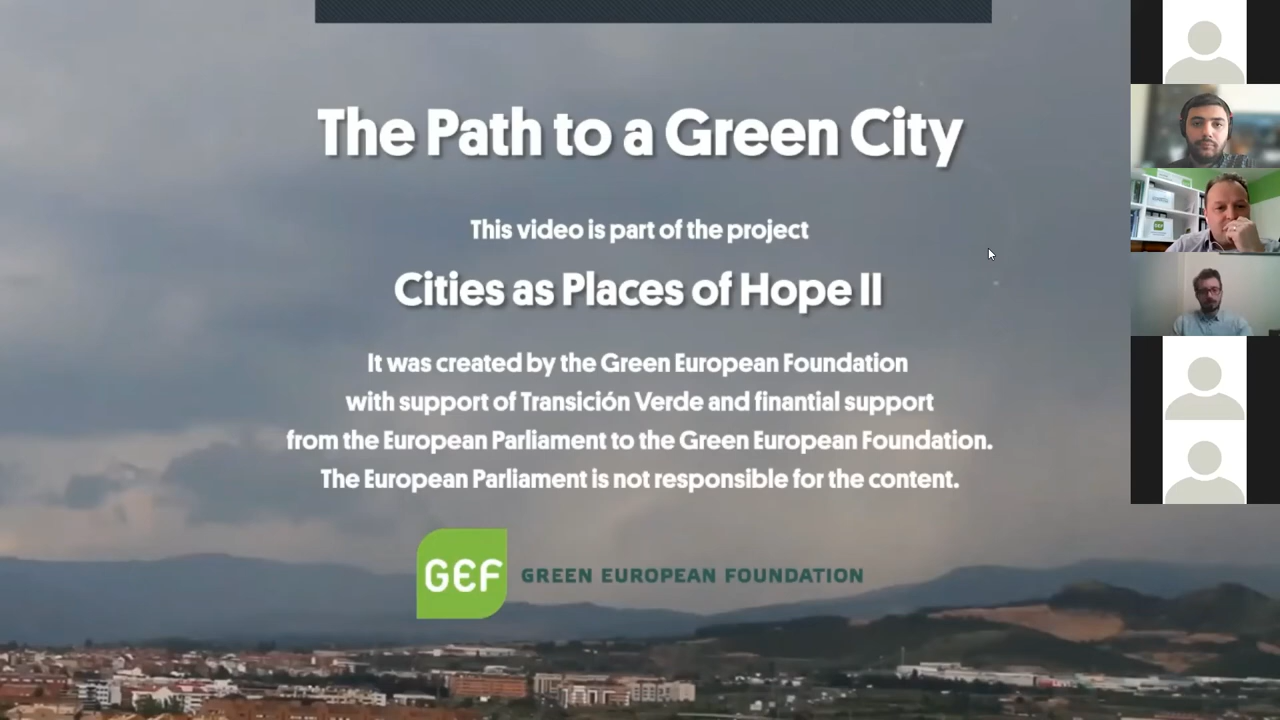 The Path to a Green City
This video is part of the project
Cities as Places of Hope II
It was created by the Green European Foundation
with support of Transición Verde and finantial support
from the European Parliament to the Green European Foundation.
The European Parliament is not responsible for the content.
GEF GREEN EUROPEAN FOUNDATION